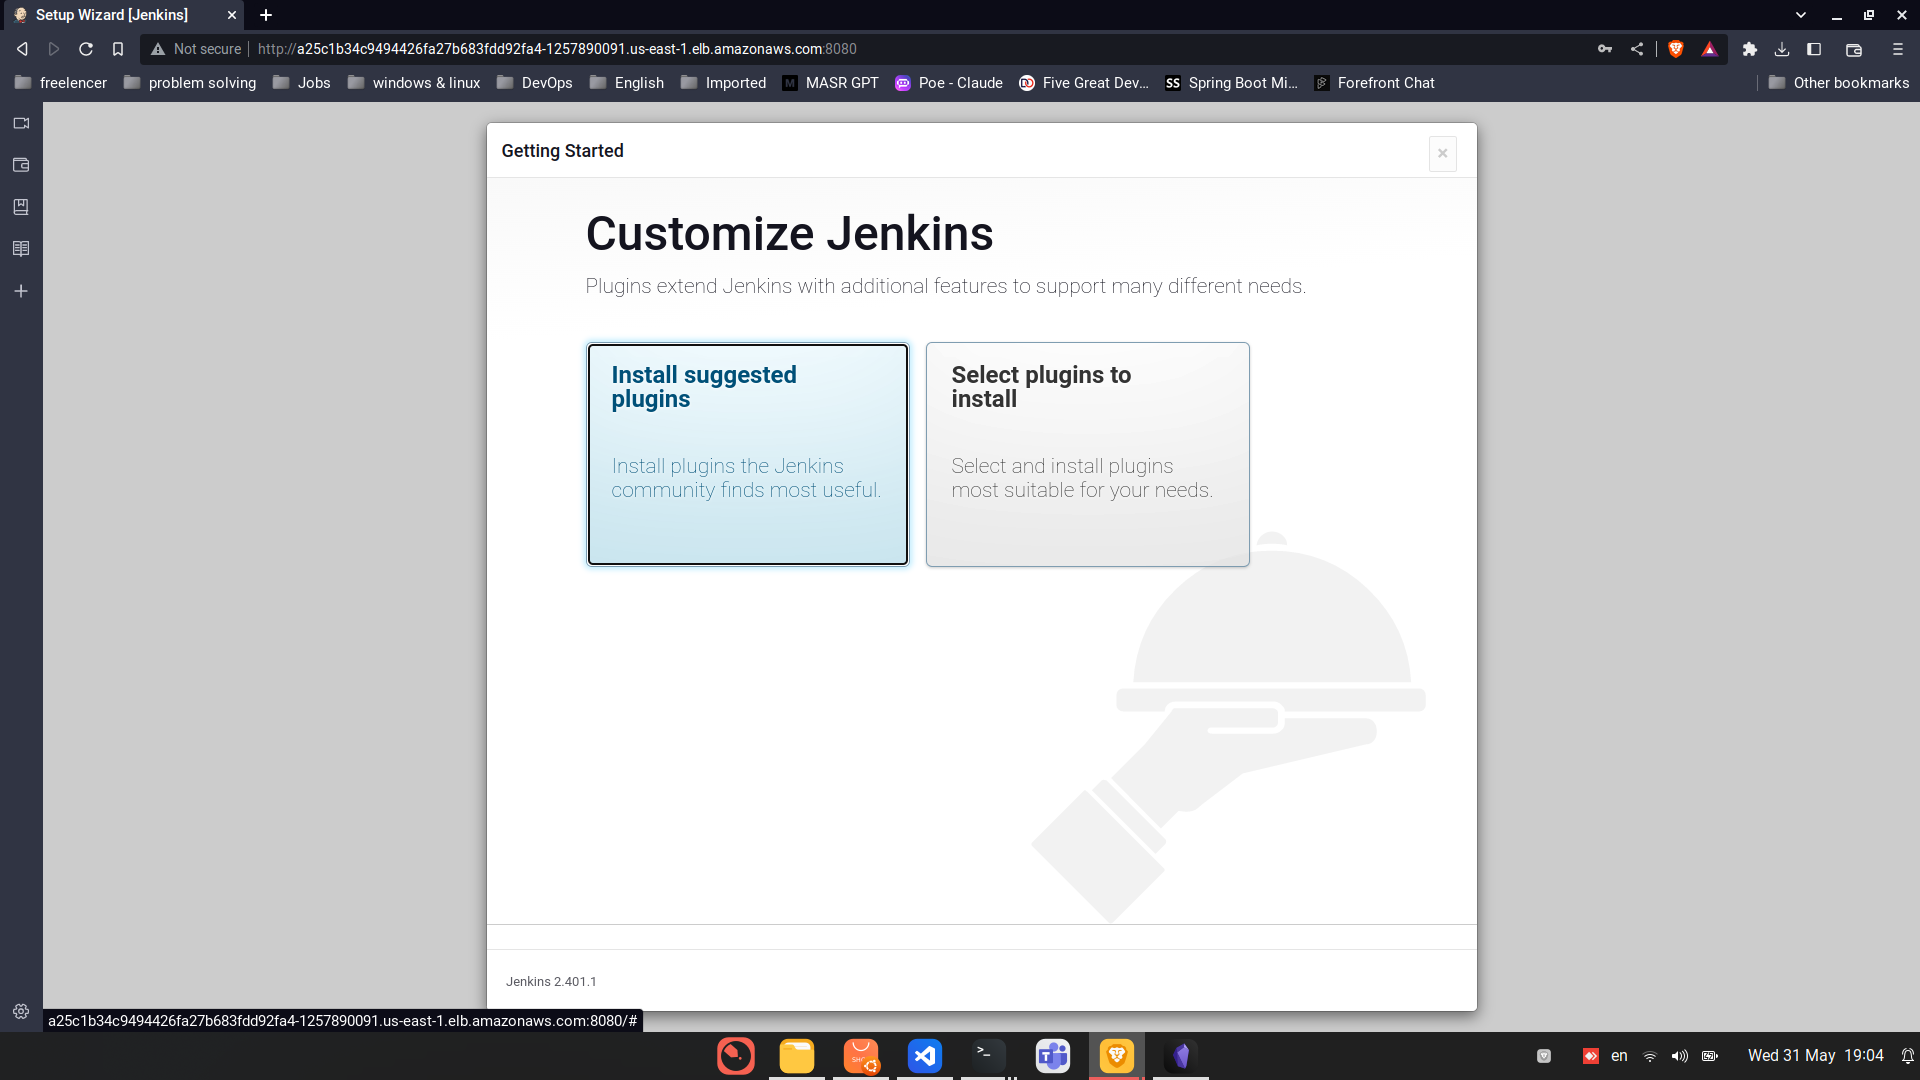 Setup Wizard [Jenkins]
Not secure
http://a25c1b34c9494426fa27b683fdd92fa4-1257890091.us-east-1.elb.amazonaws.com:8080
freelencer
problem solving
Jobs
windows & linux
DevOps
English
Imported
MASR GPT
Poe - Claude
Five Great Dev...
Spring Boot Mi...
Forefront Chat
Other bookmarks
Getting Started
Customize Jenkins
Plugins extend Jenkins with additional features to support many different needs.
Install suggested
plugins
Install plugins the Jenkins
community finds most useful.
Select plugins to
install
Select and install plugins
most suitable for your needs.
Jenkins 2.401.1
a25c1b34c9494426fa27b683fdd92fa4-1257890091.us-east-1.elb.amazonaws.com:8080/#
en
Wed 31 May 19:04